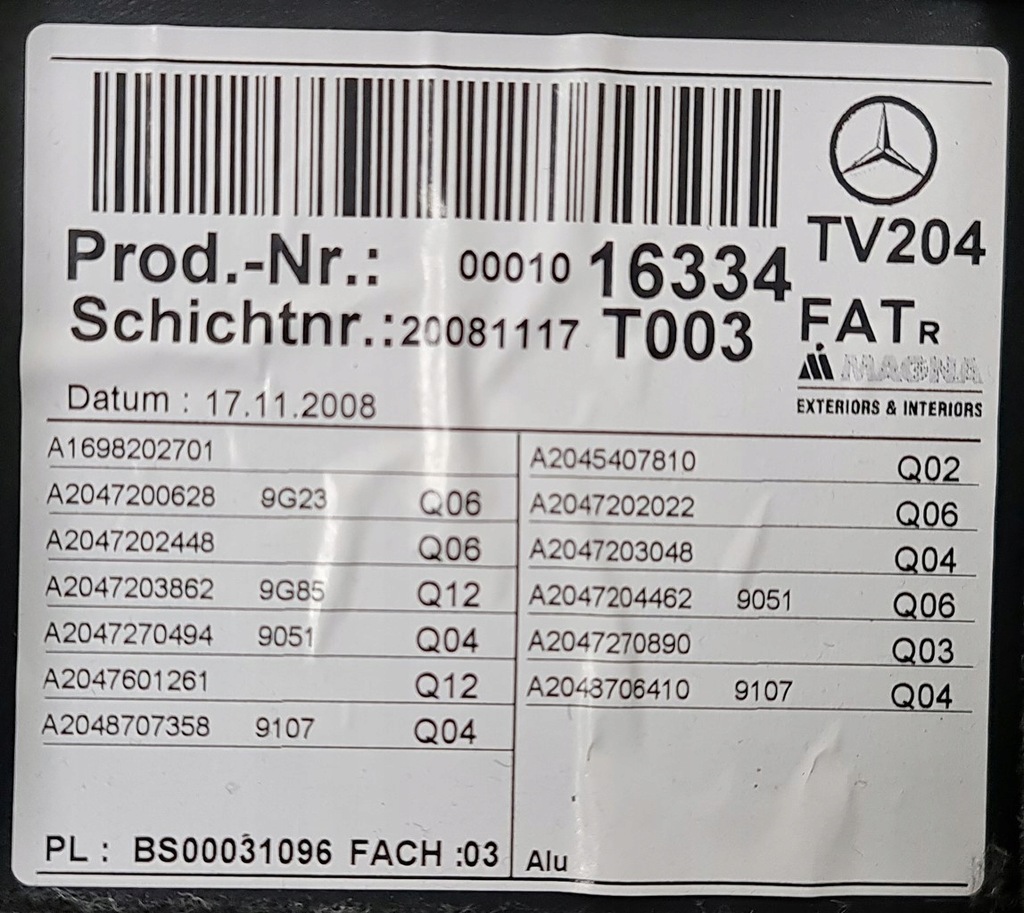 TV204
Prod.-Nr.: 00010 16334
Schichtnr.:20081117 T003
FATR
MAGNA
EXTERIORS & INTERIORS
Datum : 17.11.2008
A1698202701
A2047200628 9G23 Q06
A2047202448 Q06
A2047203862 9G85 Q12
A2047270494 9051 Q04
A2047601261 Q12
A2048707358 9107 Q04
A2045407810 Q02
A2047202022 Q06
A2047203048 Q04
A2047204462 9051 Q06
A2047270890 Q03
A2048706410 9107 Q04
PL : BS00031096 FACH :03
Alu